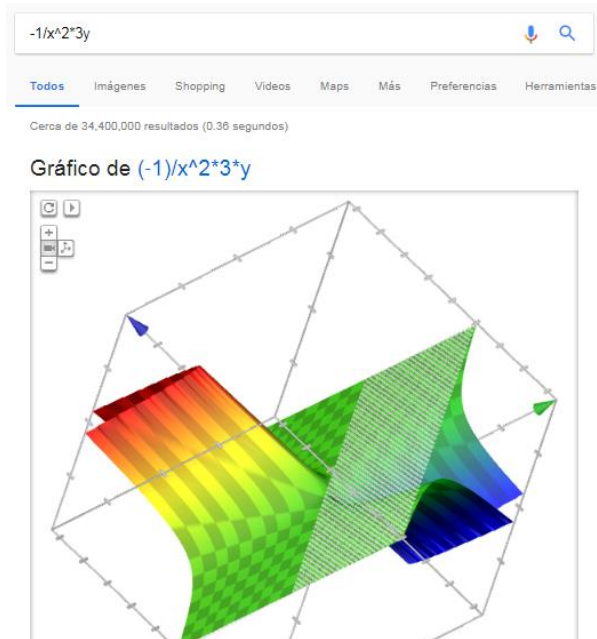 -1/x^2*3y
Todos Imágenes Shopping Videos Maps Más Preferencias Herramientas
Cerca de 34,400,000 resultados (0.36 segundos)
Gráfico de (-1)/x^2*3*y